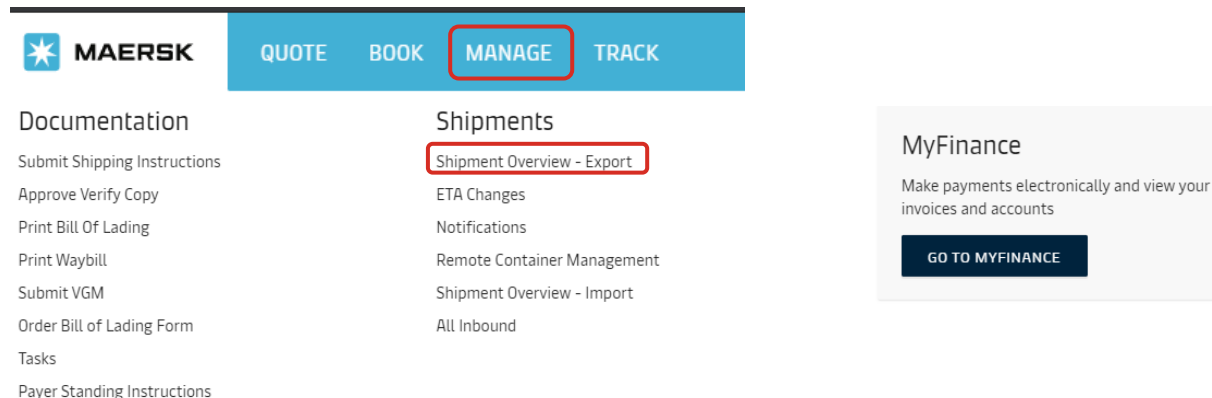 MAERSK
QUOTE BOOK MANAGE TRACK
Documentation
Submit Shipping Instructions
Approve Verify Copy
Print Bill Of Lading
Print Waybill
Submit VGM
Order Bill of Lading Form
Tasks
Payer Standing Instructions
Shipments
Shipment Overview - Export
ETA Changes
Notifications
Remote Container Management
Shipment Overview - Import
All Inbound
MyFinance
Make payments electronically and view your
invoices and accounts
GO TO MYFINANCE